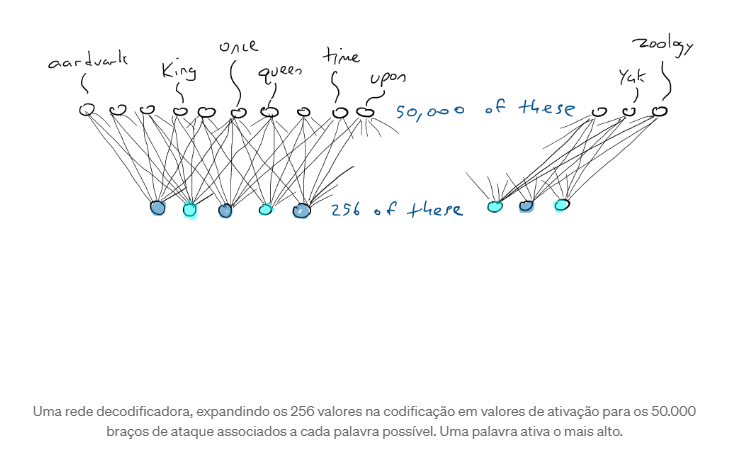 aardvark
King
once
queen
time
upon
Yak
zoology
50,000 of these
256 of these
Uma rede decodificadora, expandindo os 256 valores na codificação em valores de ativação para os 50.000
braços de ataque associados a cada palavra possível. Uma palavra ativa o mais alto.